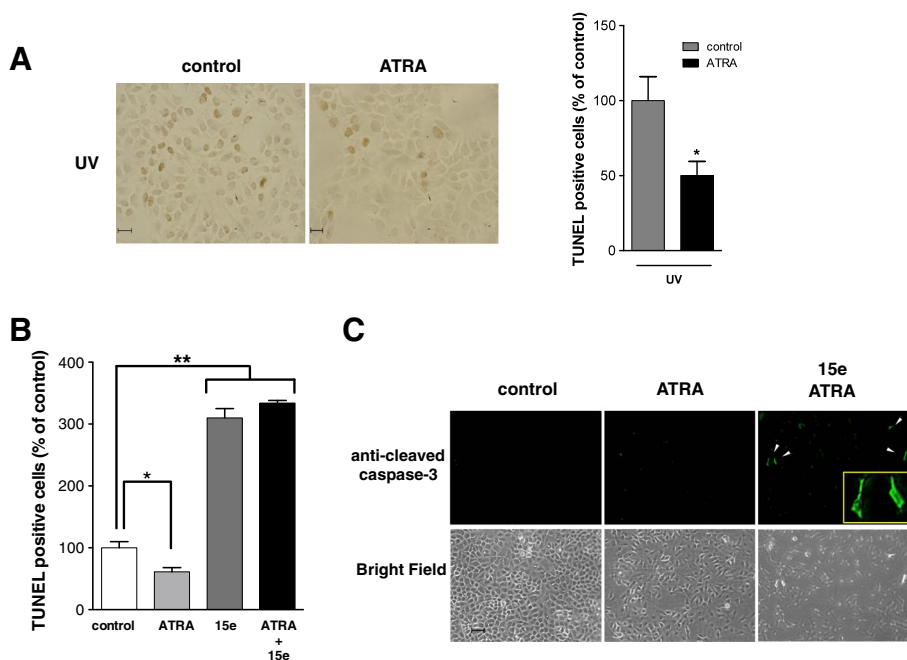 A
control
ATRA
UV
TUNEL positive cells (% of control)
150
100
50
0
control
ATRA
*
UV
B
TUNEL positive cells (% of control)
400
300
200
100
0
**
*
control
ATRA
15e
ATRA
+
15e
C
control
ATRA
15e
ATRA
anti-cleaved
caspase-3
Bright Field